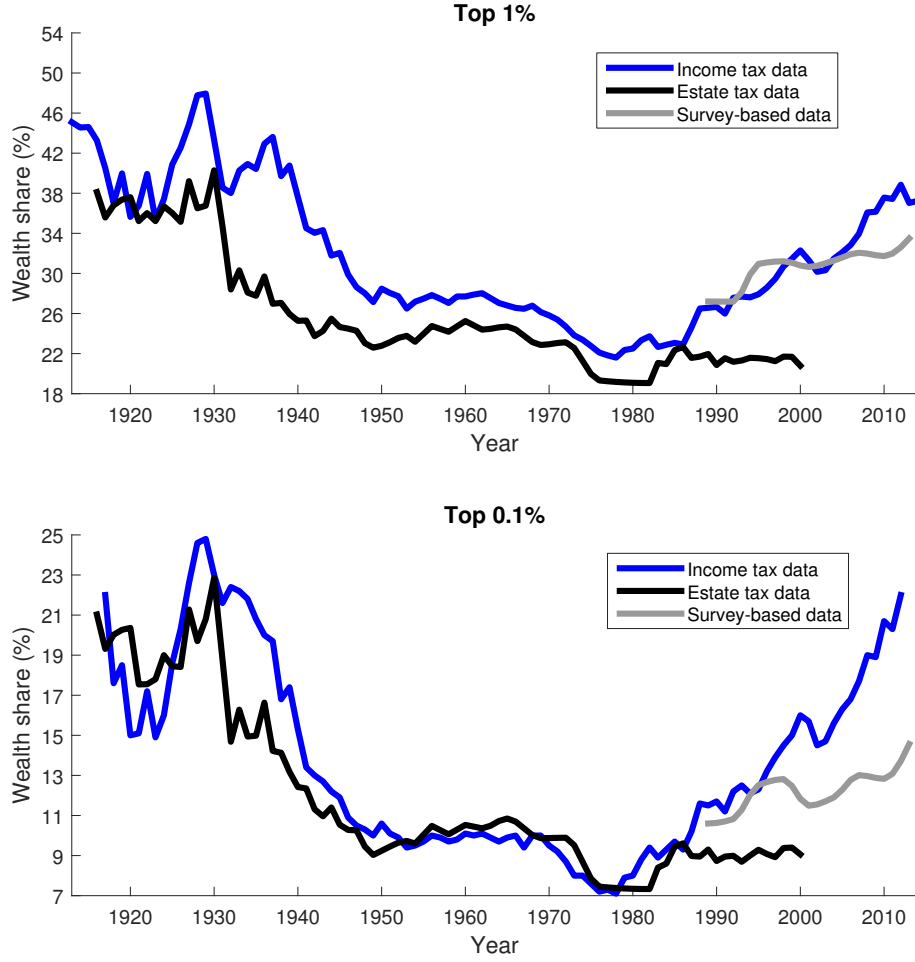 Top 1%
54
50
46
42
38
34
30
26
22
18
Wealth share (%)
Income tax data
Estate tax data
Survey-based data
1920 1930 1940 1950 1960 1970 1980 1990 2000 2010
Year
Top 0.1%
25
23
21
19
17
15
13
11
9
7
Wealth share (%)
Income tax data
Estate tax data
Survey-based data
1920 1930 1940 1950 1960 1970 1980 1990 2000 2010
Year